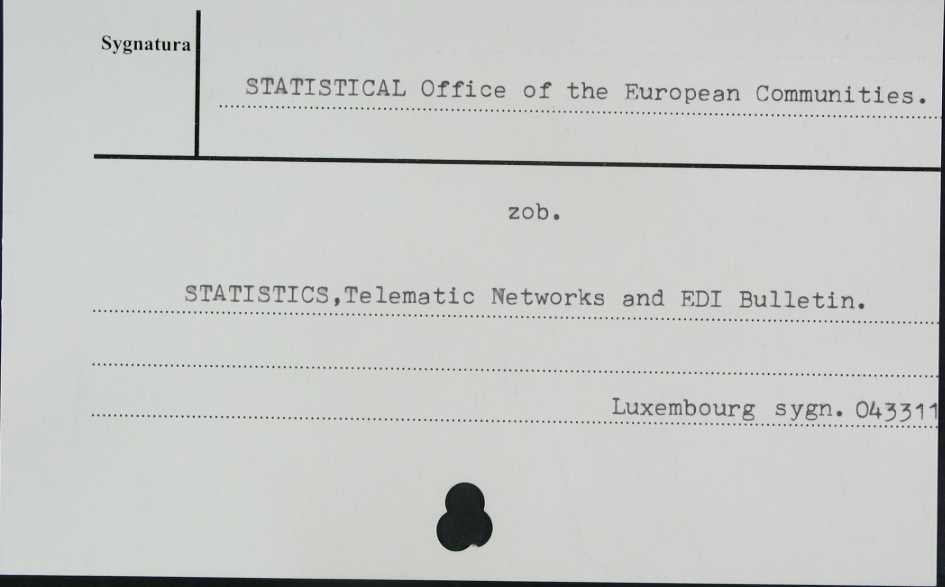 Sygnatura
STATISTICAL Office of the European Communities.
zob.
STATISTICS,Telematic Networks and EDI Bulletin.
Luxembourg sygn. 043311